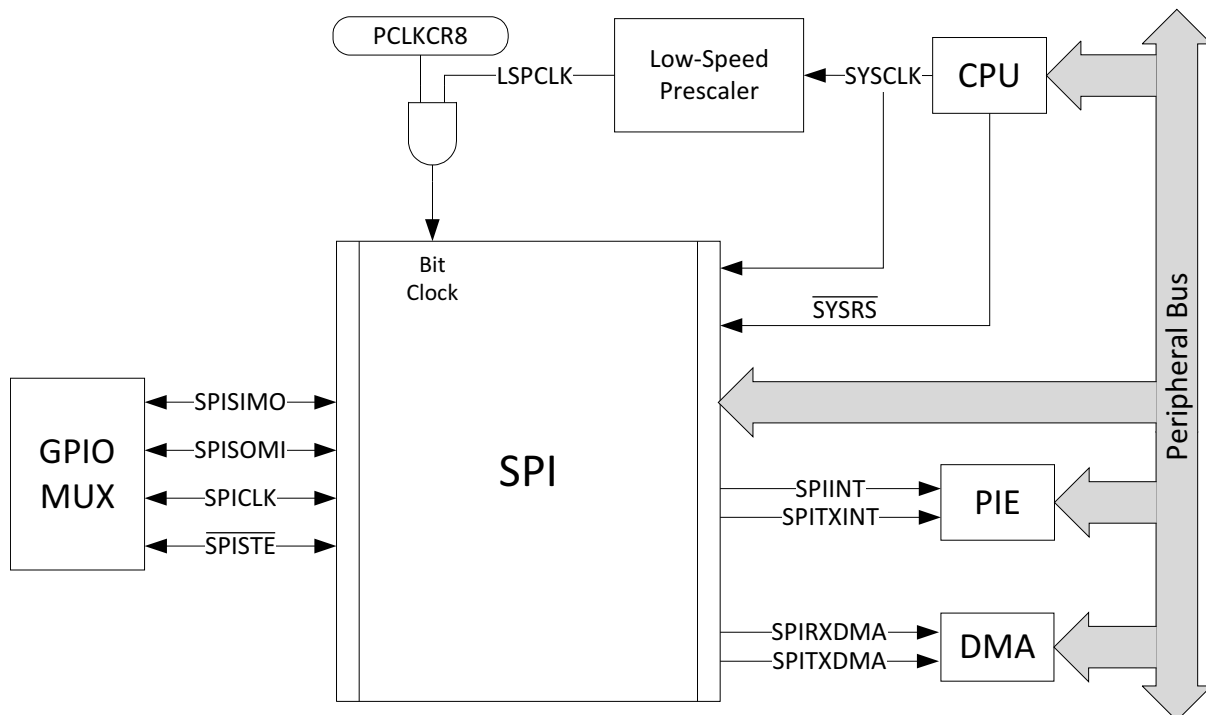 PCLKCR8
LSPCLK
Low-Speed
Prescaler
SYSCLK
CPU
Bit
Clock
SYSRS
Peripheral Bus
GPIO
MUX
SPISIMO
SPISOMI
SPICLK
SPISTE
SPI
SPIINT
SPITXINT
PIE
SPIRXDMA
SPITXDMA
DMA